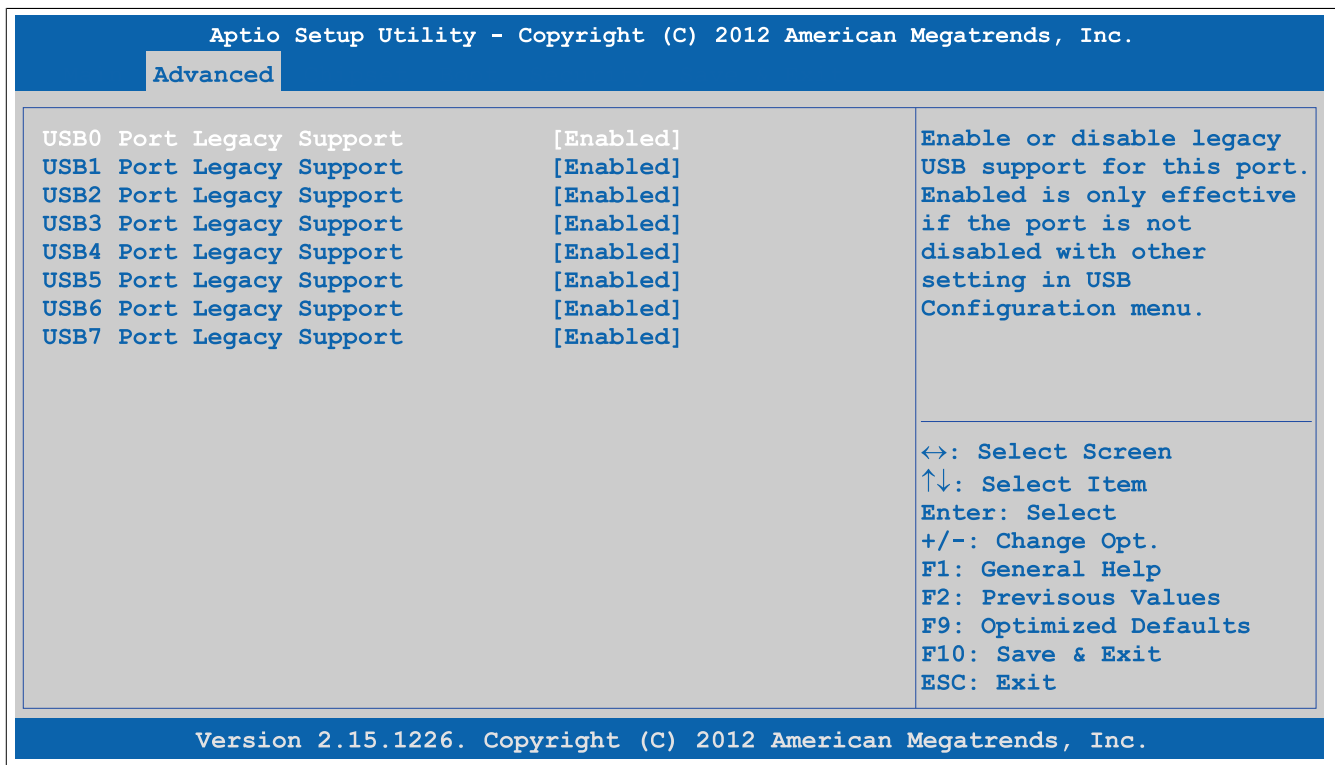 Aptio Setup Utility - Copyright (C) 2012 American Megatrends, Inc.
Advanced
USB0 Port Legacy Support [Enabled]
USB1 Port Legacy Support [Enabled]
USB2 Port Legacy Support [Enabled]
USB3 Port Legacy Support [Enabled]
USB4 Port Legacy Support [Enabled]
USB5 Port Legacy Support [Enabled]
USB6 Port Legacy Support [Enabled]
USB7 Port Legacy Support [Enabled]
Enable or disable legacy
USB support for this port.
Enabled is only effective
if the port is not
disabled with other
setting in USB
Configuration menu.
↔: Select Screen
↑↓: Select Item
Enter: Select
+/-: Change Opt.
F1: General Help
F2: Previsous Values
F9: Optimized Defaults
F10: Save & Exit
ESC: Exit
Version 2.15.1226. Copyright (C) 2012 American Megatrends, Inc.